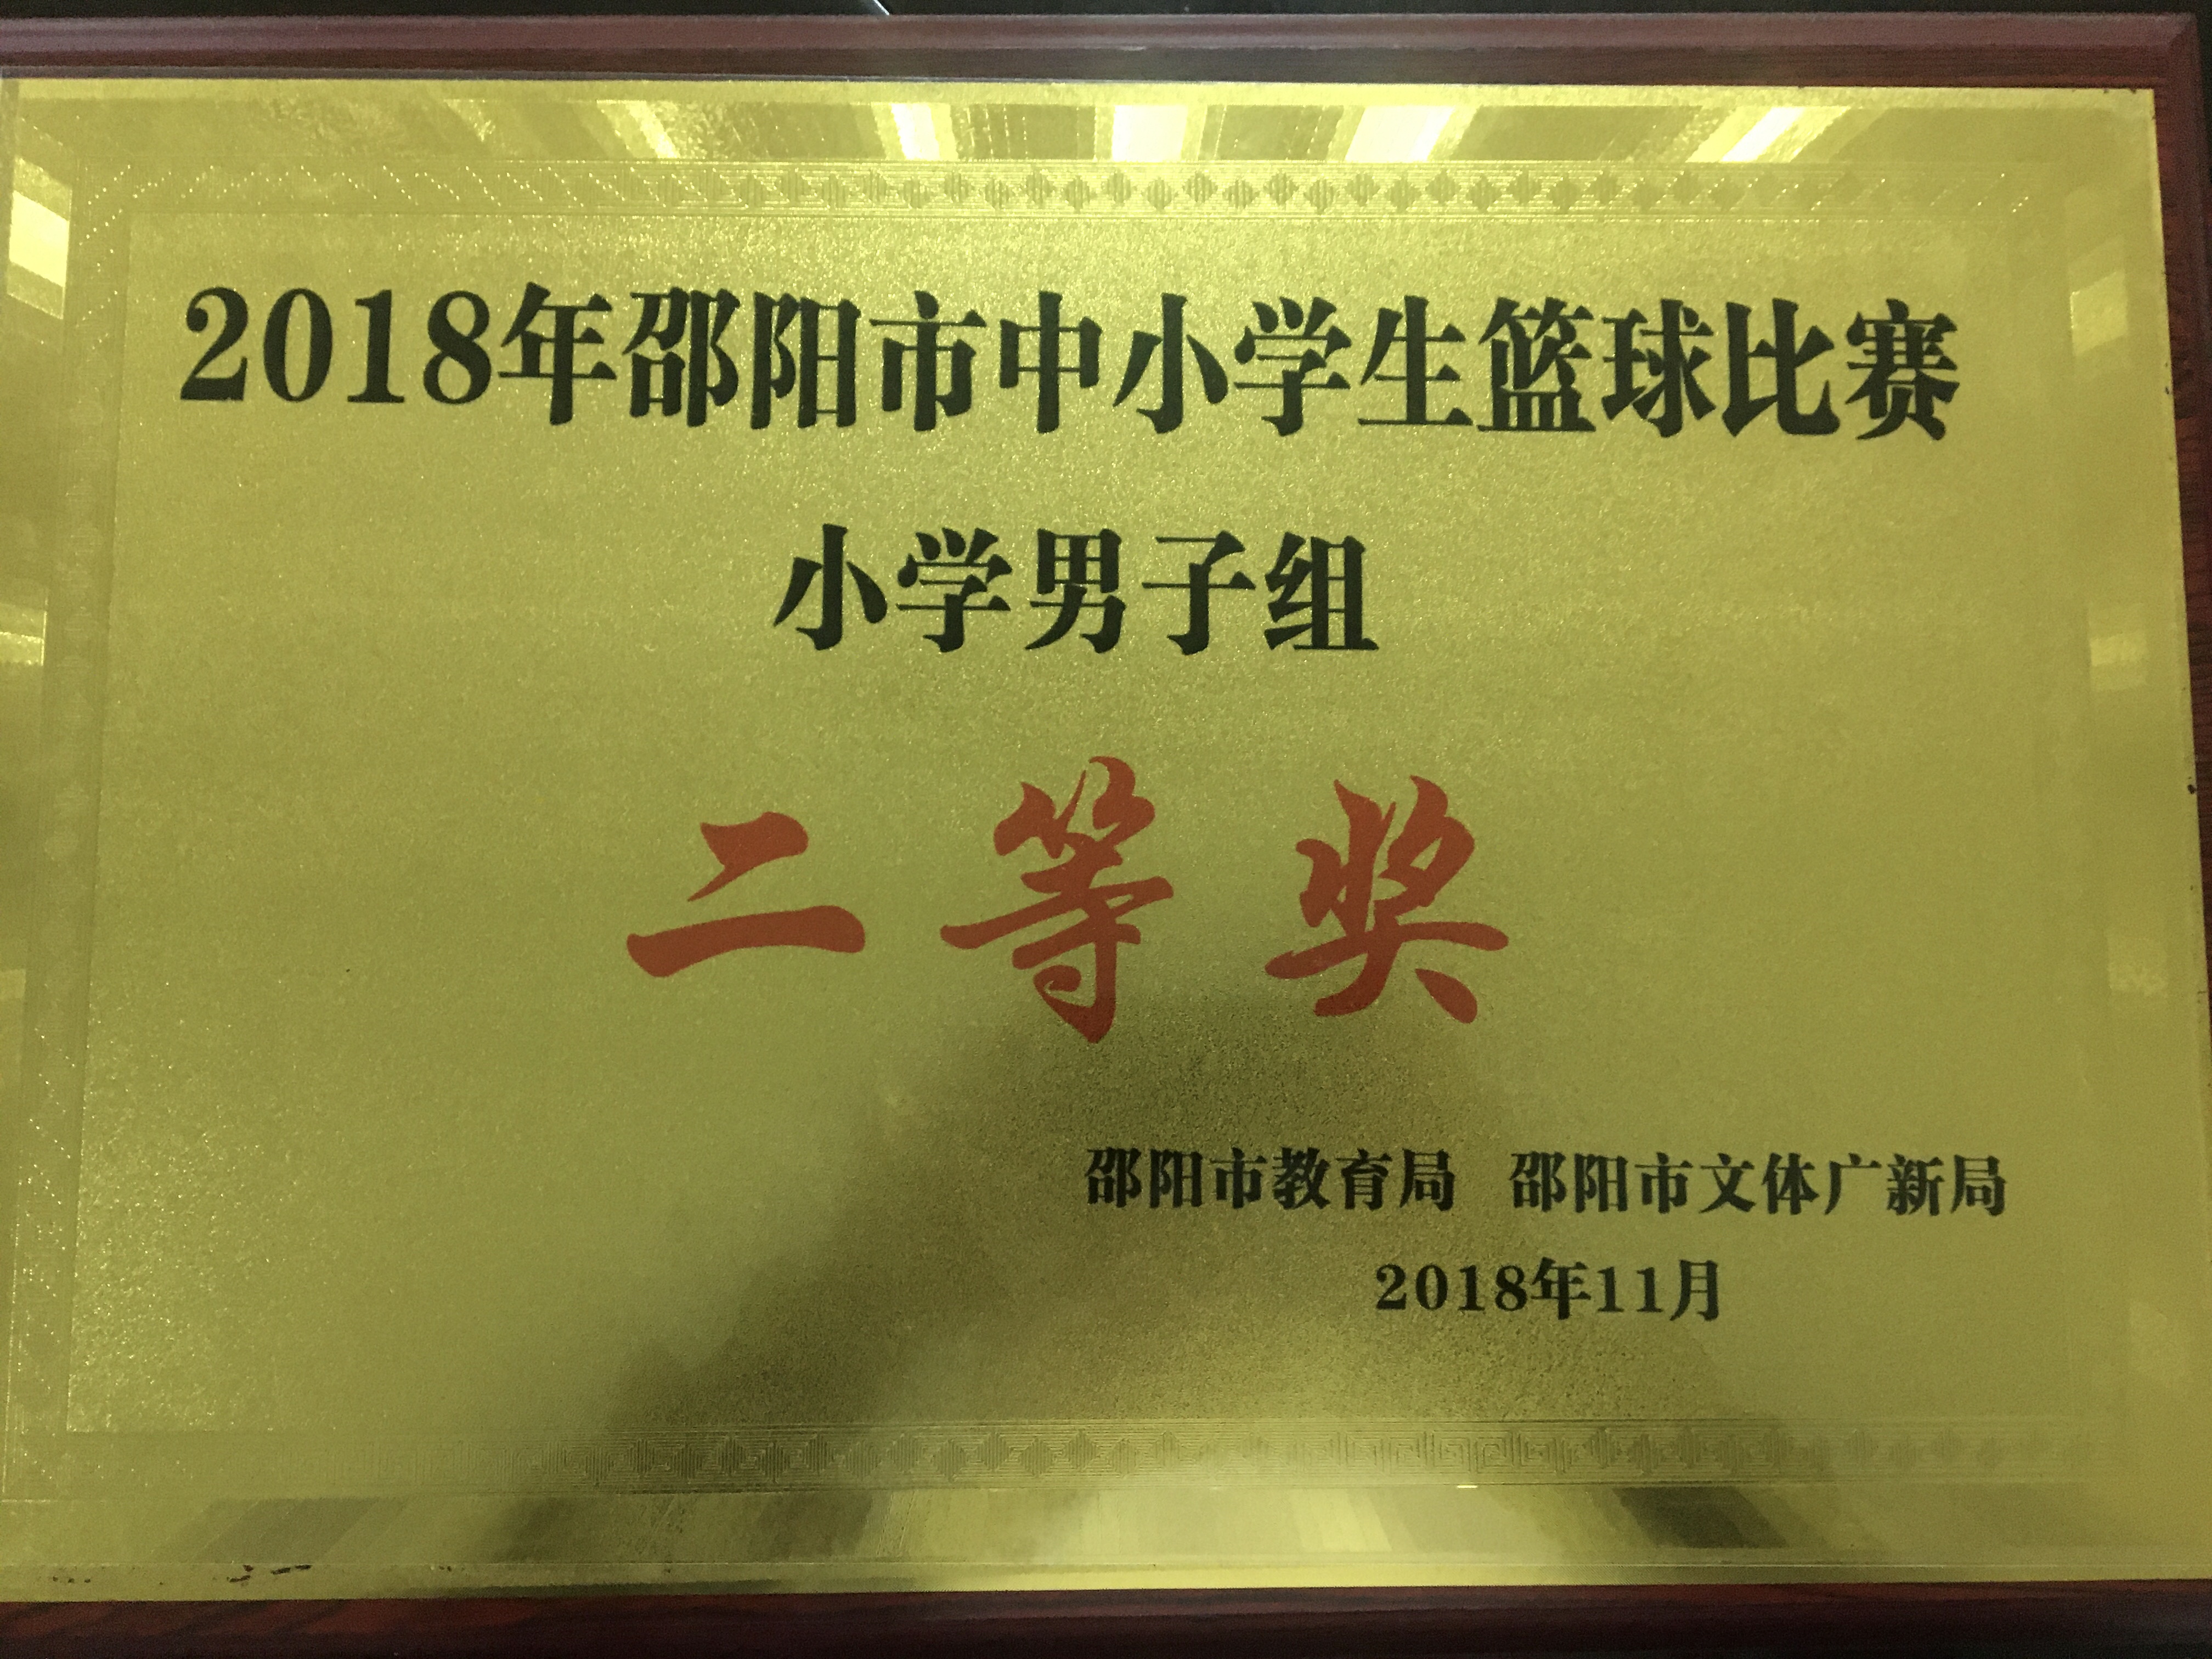 2018年邵阳市中小学生篮球比赛
小学男子组
二等奖
邵阳市教育局 邵阳市文体广新局
2018年11月